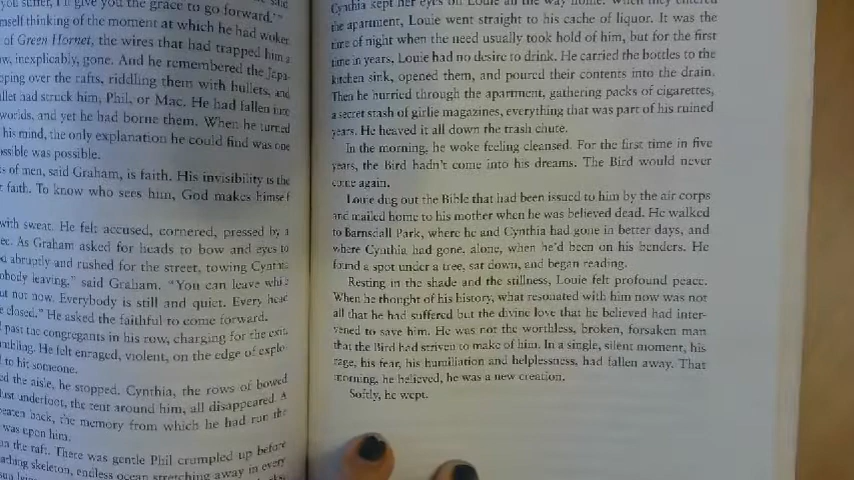 you suffer, I'll give you the grace to go forward.'"
mself thinking of the moment at which he had woken
of Green Hornet, the wires that had trapped him a
w, inexplicably, gone. And he remembered the Japa-
oping over the rafts, riddling them with bullets, and
llet had struck him, Phil, or Mac. He had fallen into
worlds, and yet he had borne them. When he turned
his mind, the only explanation he could find was one
ssible was possible.
s of men, said Graham, is faith. His invisibility is the
faith. To know who sees him, God makes himself
with sweat. He felt accused, cornered, pressed by a
ee. As Graham asked for heads to bow and eyes to
d abruptly and rushed for the street, towing Cynthia
obody leaving," said Graham. "You can leave while
ut not now. Everybody is still and quiet. Every head
e closed." He asked the faithful to come forward.
past the congregants in his row, charging for the exit.
mbling. He felt enraged, violent, on the edge of explo-
to hit someone.
ed the aisle, he stopped. Cynthia, the rows of bowed
ust underfoot, the tent around him, all disappeared. A
beaten back, the memory from which he had run the
was upon him.
n the raft. There was gentle Phil crumpled up before
athing skeleton, endless ocean stretching away in every
Cynthia kept her eyes on Louie all the way home. When they entered
the apartment, Louie went straight to his cache of liquor. It was the
time of night when the need usually took hold of him, but for the first
time in years, Louie had no desire to drink. He carried the bottles to the
kitchen sink, opened them, and poured their contents into the drain.
Then he hurried through the apartment, gathering packs of cigarettes,
a secret stash of girlie magazines, everything that was part of his ruined
years. He heaved it all down the trash chute.
In the morning, he woke feeling cleansed. For the first time in five
years, the Bird hadn't come into his dreams. The Bird would never
come again.
Louie dug out the Bible that had been issued to him by the air corps
and mailed home to his mother when he was believed dead. He walked
to Barnsdall Park, where he and Cynthia had gone in better days, and
where Cynthia had gone, alone, when he'd been on his benders. He
found a spot under a tree, sat down, and began reading.
Resting in the shade and the stillness, Louie felt profound peace.
When he thought of his history, what resonated with him now was not
all that he had suffered but the divine love that he believed had inter-
vened to save him. He was not the worthless, broken, forsaken man
that the Bird had striven to make of him. In a single, silent moment, his
rage, his fear, his humiliation and helplessness, had fallen away. That
morning, he believed, he was a new creation.
Softly, he wept.